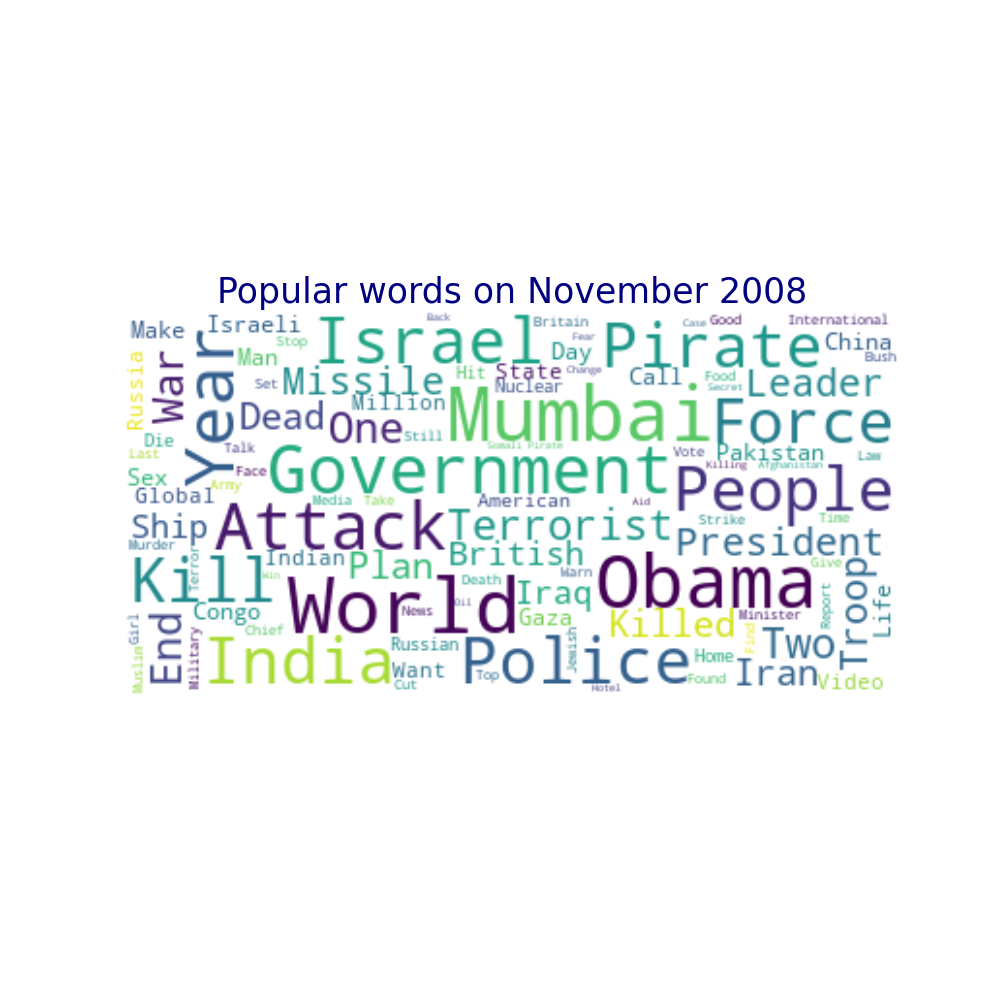 Popular words on November 2008
Make
Israeli
Back
Britain
Case
Good
International
Stop
Israel
Fear
Pirate
China
Bush
Russia
War
Year
Man
Day
Change
Set
Missile
Hit
State
Nuclear
Call
Food
Secret
Leader
Million
Dead
One
Still
Mumbai
Force
Die
Last
Talk
Somali Pirate
Vote
Pakistan
Law
Sex
Face
Army
Government
Killing
Afghanistan
People
Global
Media
Take
American
Aid
Ship
Attack
Terrorist
Strike
Time
Murder
Terror
Indian
Plan
British
President
Kill
Win
Death
Warn
Obama
Give
Troop
Congo
World
News
Oil
Iraq
Gaza
Killed
Minister
Report
Life
Girl
Muslim
End
Military
Chief
India
Russian
Want
Cut
Police
Top
Jewish
Hotel
Home
Found
Find
Two
Iran
Video